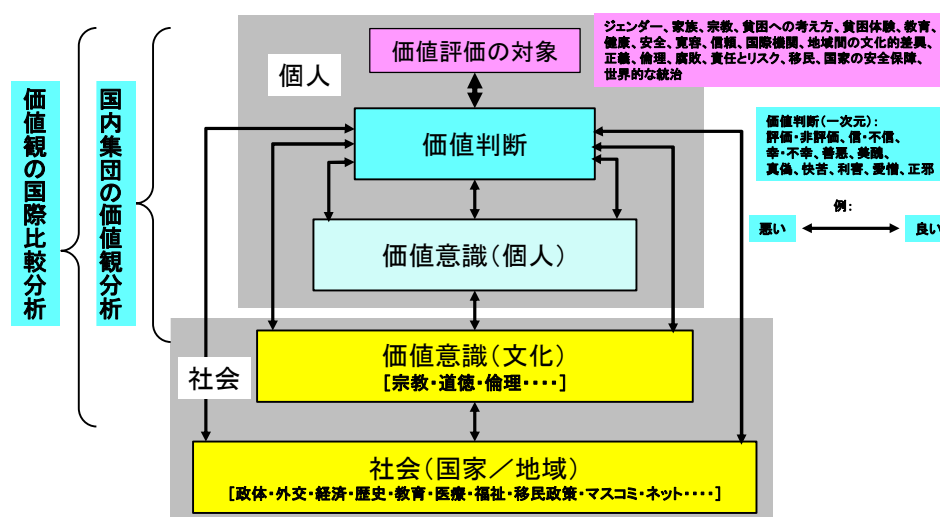 価値観の国際比較分析
国内集団の価値観分析
個人
価値評価の対象
ジェンダー、家族、宗教、貧困への考え方、貧困体験、教育、
健康、安全、寛容、信頼、国際機関、地域間の文化的差異、
正義、倫理、腐敗、責任とリスク、移民、国家の安全保障、
世界的な統治
価値判断
価値判断(一次元):
評価・非評価、信・不信、
幸・不幸、善悪、美醜、
真偽、快苦、利害、愛憎、正邪
例:
悪い
良い
価値意識(個人)
社会
価値意識(文化)
[宗教・道徳・倫理・・・・]
社会(国家/地域)
[政体・外交・経済・歴史・教育・医療・福祉・移民政策・マスコミ・ネット・・・・]